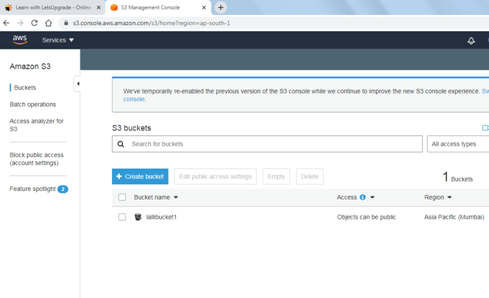 Learn with LetsUpgrade - Online
S3 Management Console
s3.console.aws.amazon.com/s3/home?region=ap-south-1
aws Services
Amazon S3
Buckets
Batch operations
Access analyzer for
S3
Block public access
(account settings)
Feature spotlight 2
We've temporarily re-enabled the previous version of the S3 console while we continue to improve the new S3 console experience.
console.
S3 buckets
Search for buckets
All access types
+ Create bucket Edit public access settings Empty Delete
1 Buckets
Bucket name Access Region
lallibucket1 Objects can be public Asia Pacific (Mumbai)